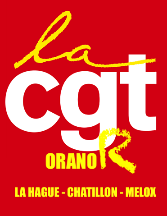 la
cgt
ORANO R
LA HAGUE - CHATILLON - MELOX